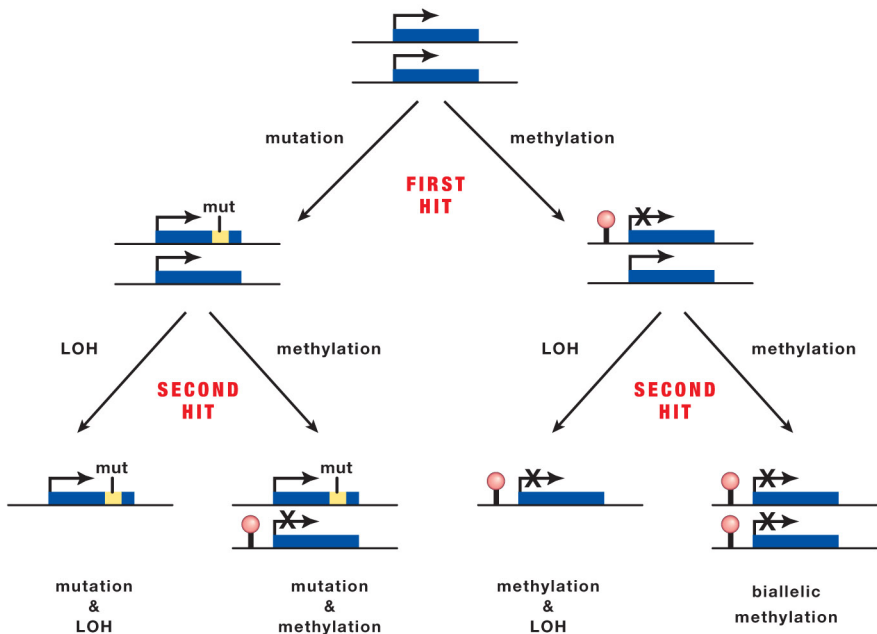 mutation
methylation
FIRST
HIT
mut
LOH
methylation
LOH
methylation
SECOND
HIT
SECOND
HIT
mut
mut
mutation
&
LOH
mutation
&
methylation
methylation
&
LOH
biallelic
methylation